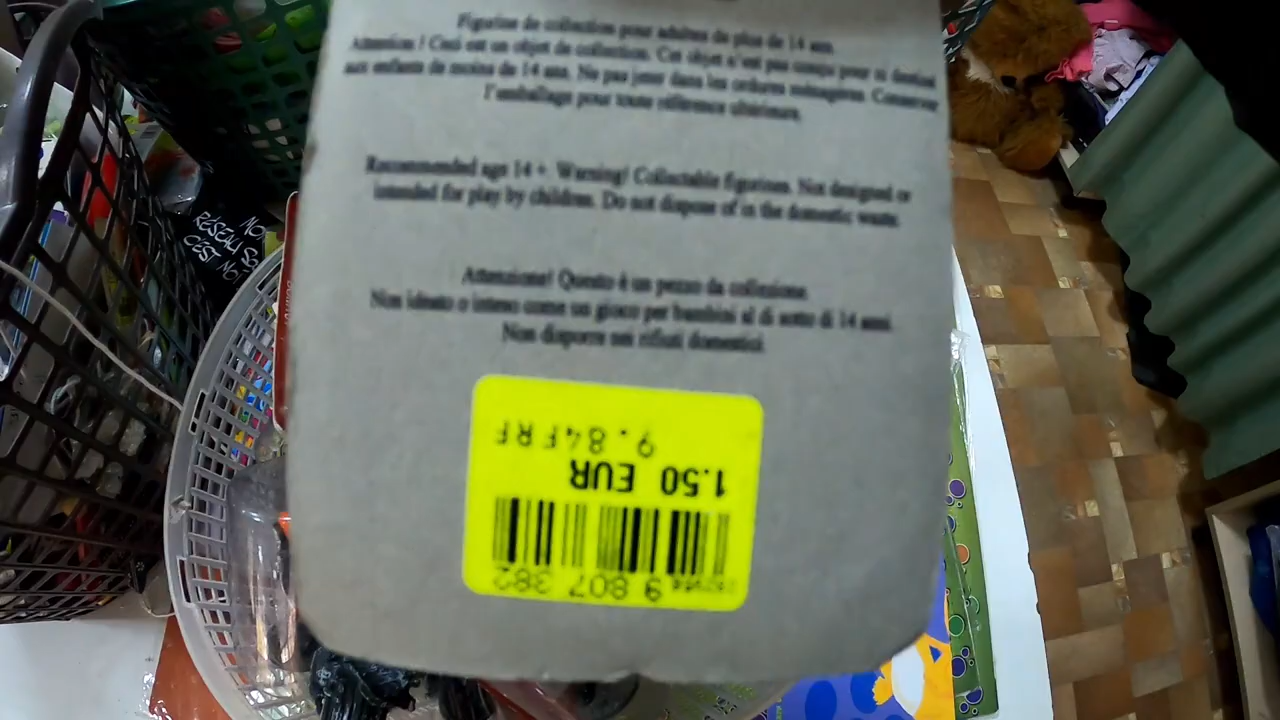 Figurine de collection pour adultes de plus de 14 ans.
Attention ! Ceci est un objet de collection. Cet objet n'est pas conçu pour ni destiné
aux enfants de moins de 14 ans. Ne pas jeter dans les ordures ménagères. Conserver
l'emballage pour toute référence ultérieure.
Recommended age 14 +. Warning! Collectable figurines. Not designed or
intended for play by children. Do not dispose of in the domestic waste.
Attenzione! Questo è un pezzo da collezione.
Non ideato o inteso come un gioco per bambini al di sotto di 14 anni.
Non disporre nei rifiuti domestici.
9.84FRF
1.50 EUR
9 807 382
RÉSEAU
C'EST NO